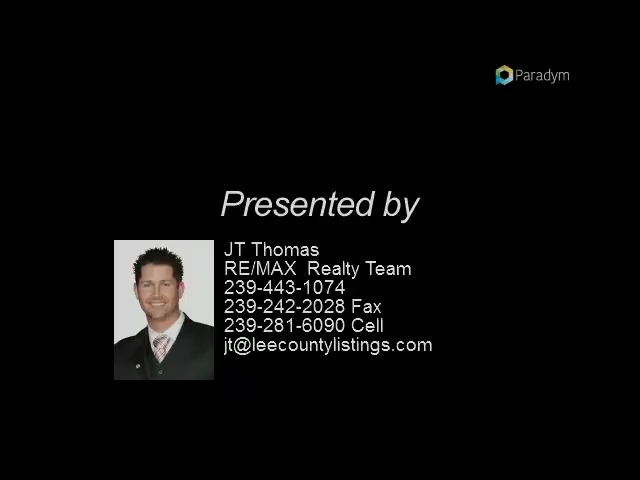 Paradym
Presented by
JT Thomas
RE/MAX  Realty Team
239-443-1074
239-242-2028 Fax
239-281-6090 Cell
jt@leecountylistings.com